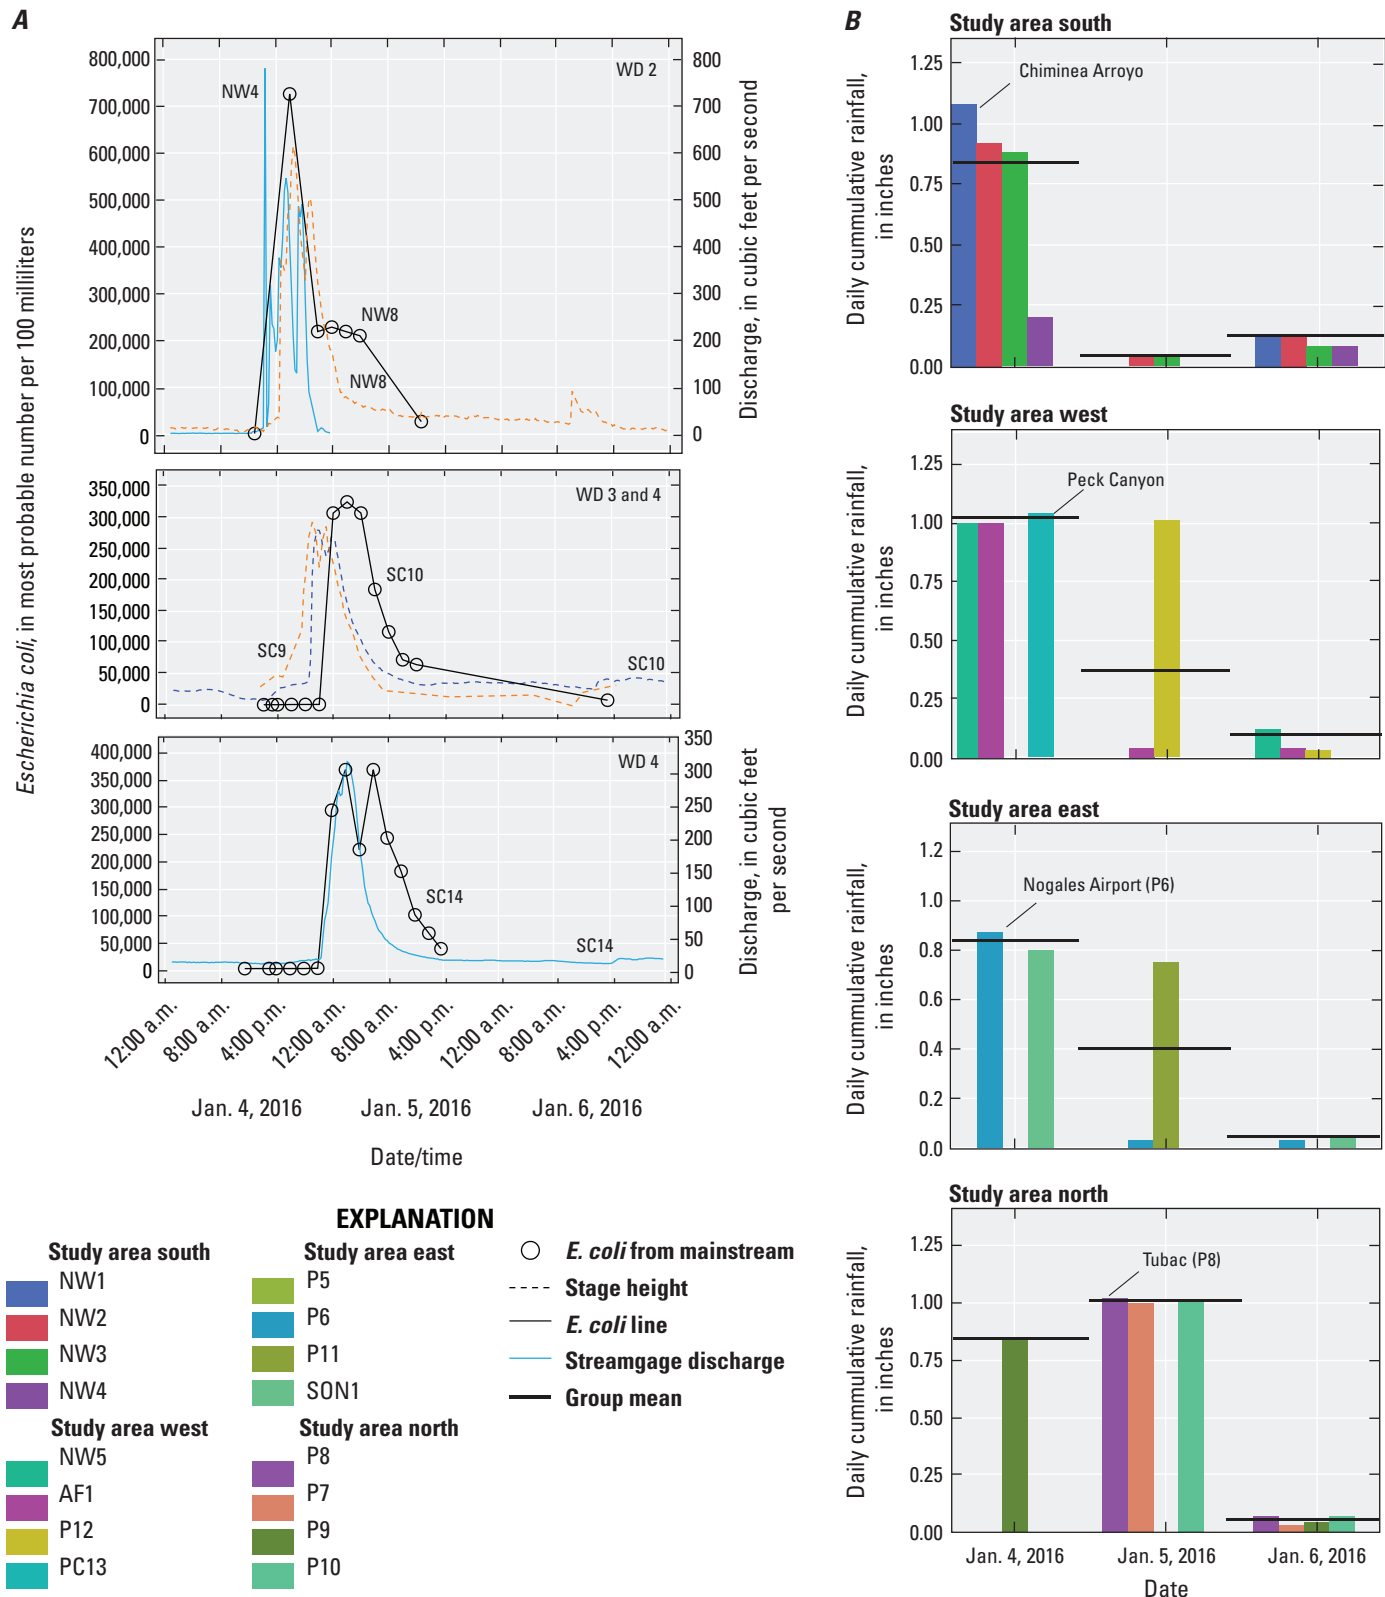 A
Escherichia coli, in most probable number per 100 milliliters
800,000
700,000
600,000
500,000
400,000
300,000
200,000
100,000
0
NW4
WD 2
NW8
NW8
800
700
600
500
400
300
200
100
0
Discharge, in cubic feet per second
350,000
300,000
250,000
200,000
150,000
100,000
50,000
0
WD 3 and 4
SC10
SC9
SC10
400,000
350,000
300,000
250,000
200,000
150,000
100,000
50,000
0
WD 4
SC14
SC14
350
300
250
200
150
100
50
0
Discharge, in cubic feet
per second
12:00 a.m.
8:00 a.m.
4:00 p.m.
12:00 a.m.
8:00 a.m.
4:00 p.m.
12:00 a.m.
8:00 a.m.
4:00 p.m.
12:00 a.m.
Jan. 4, 2016
Jan. 5, 2016
Jan. 6, 2016
Date/time
B
Study area south
Daily cummulative rainfall,
in inches
1.25
1.00
0.75
0.50
0.25
0.00
Chiminea Arroyo
Study area west
Daily cummulative rainfall,
in inches
1.25
1.00
0.75
0.50
0.25
0.00
Peck Canyon
Study area east
Daily cummulative rainfall,
in inches
1.2
1.0
0.8
0.6
0.4
0.2
0.0
Nogales Airport (P6)
Study area north
Daily cummulative rainfall,
in inches
1.25
1.00
0.75
0.50
0.25
0.00
Tubac (P8)
Jan. 4, 2016
Jan. 5, 2016
Jan. 6, 2016
Date
EXPLANATION
Study area south
NW1
NW2
NW3
NW4
Study area west
NW5
AF1
P12
PC13
Study area east
P5
P6
P11
SON1
Study area north
P8
P7
P9
P10
E. coli from mainstream
Stage height
E. coli line
Streamgage discharge
Group mean